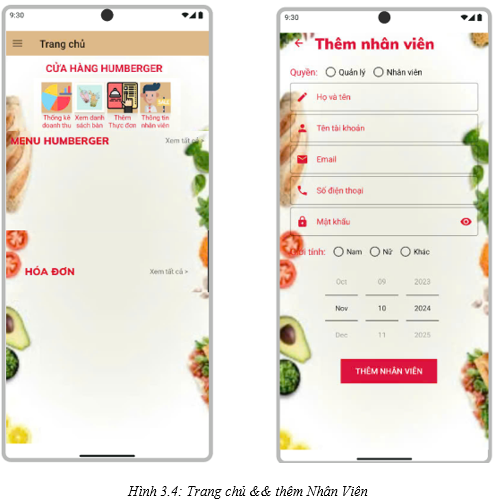 9:30
Trang chủ
CỬA HÀNG HUMBERGER
Thống kê doanh thu
Xem danh sách bàn
Thêm Thực đơn
Thông tin nhân viên
MENU HUMBERGER
Xem tất cả >
HÓA ĐƠN
Xem tất cả >
9:30
Thêm nhân viên
Quyền: Quản lý Nhân viên
Họ và tên
Tên tài khoản
Email
Số điện thoại
Mật khẩu
Giới tính: Nam Nữ Khác
Oct 09 2023
Nov 10 2024
Dec 11 2025
THÊM NHÂN VIÊN
Hình 3.4: Trang chủ && thêm Nhân Viên